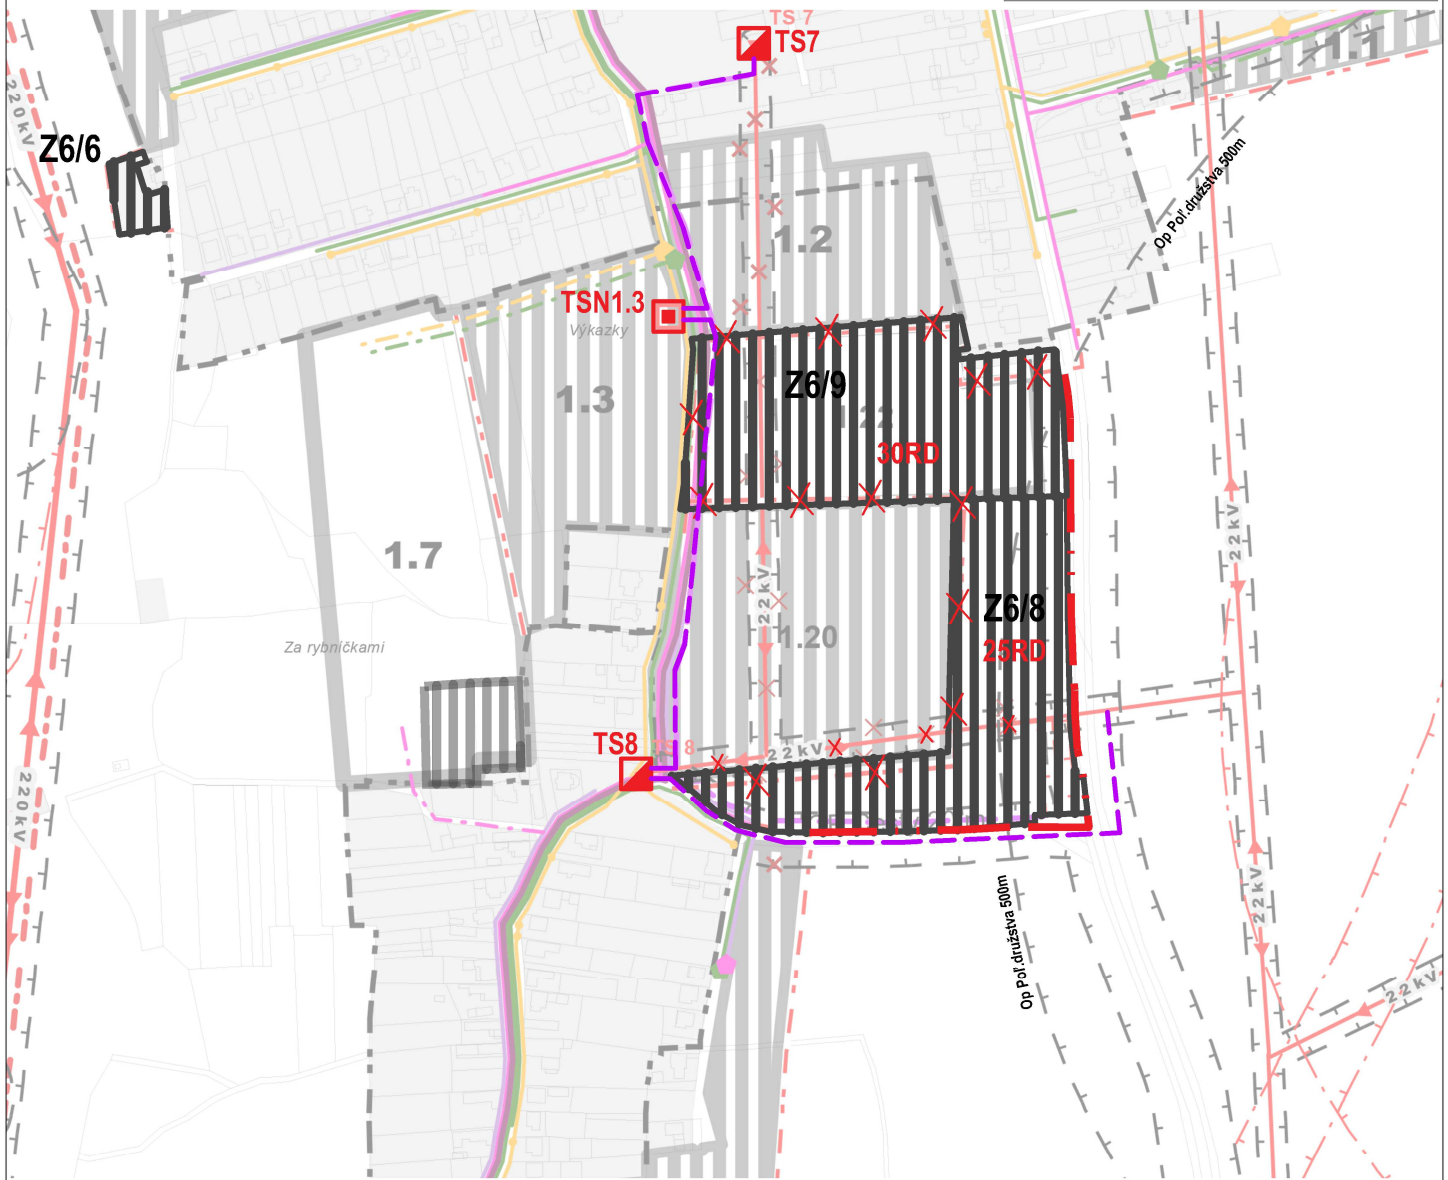 TS 7
TS7
1.1
220kV
Z6/6
Op Poľ.družstva 500m
1.2
TSN1.3
Výkazky
Z6/9
1.3
1.22
30RD
22kV
1.7
22kV
Z6/8
1.20
25RD
Za rybníčkami
TS8
TS 8
22kV
220kV
22kV
Op Poľ.družstva 500m
22kV